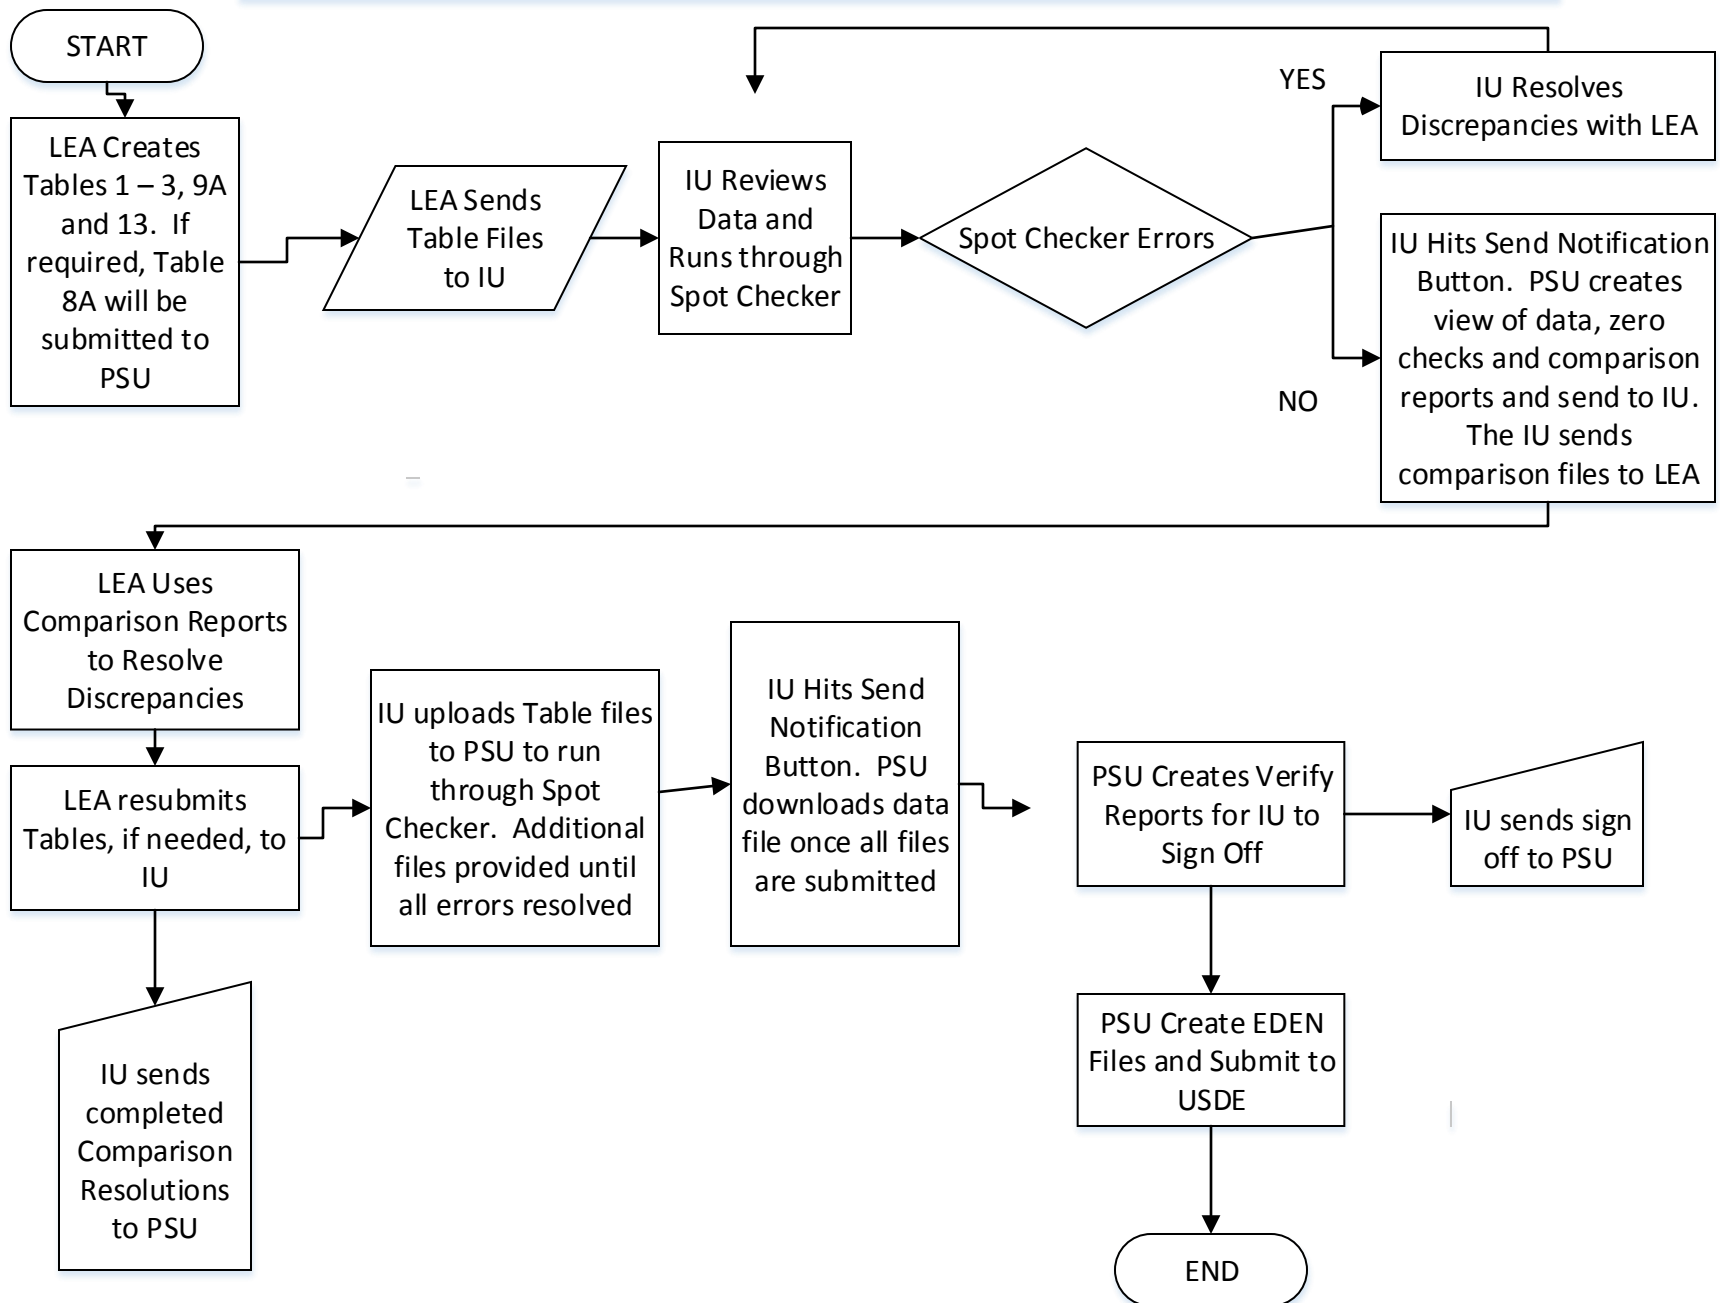 START
LEA Creates
Tables 1 – 3, 9A
and 13.  If
required, Table
8A will be
submitted to
PSU
LEA Sends
Table Files
to IU
IU Reviews
Data and
Runs through
Spot Checker
Spot Checker Errors
YES
IU Resolves
Discrepancies with LEA
NO
IU Hits Send Notification
Button.  PSU creates
view of data, zero
checks and comparison
reports and send to IU.
The IU sends
comparison files to LEA
LEA Uses
Comparison Reports
to Resolve
Discrepancies
LEA resubmits
Tables, if needed, to
IU
IU sends
completed
Comparison
Resolutions
to PSU
IU uploads Table files
to PSU to run
through Spot
Checker.  Additional
files provided until
all errors resolved
IU Hits Send
Notification
Button.  PSU
downloads data
file once all files
are submitted
PSU Creates Verify
Reports for IU to
Sign Off
IU sends sign
off to PSU
PSU Create EDEN
Files and Submit to
USDE
END